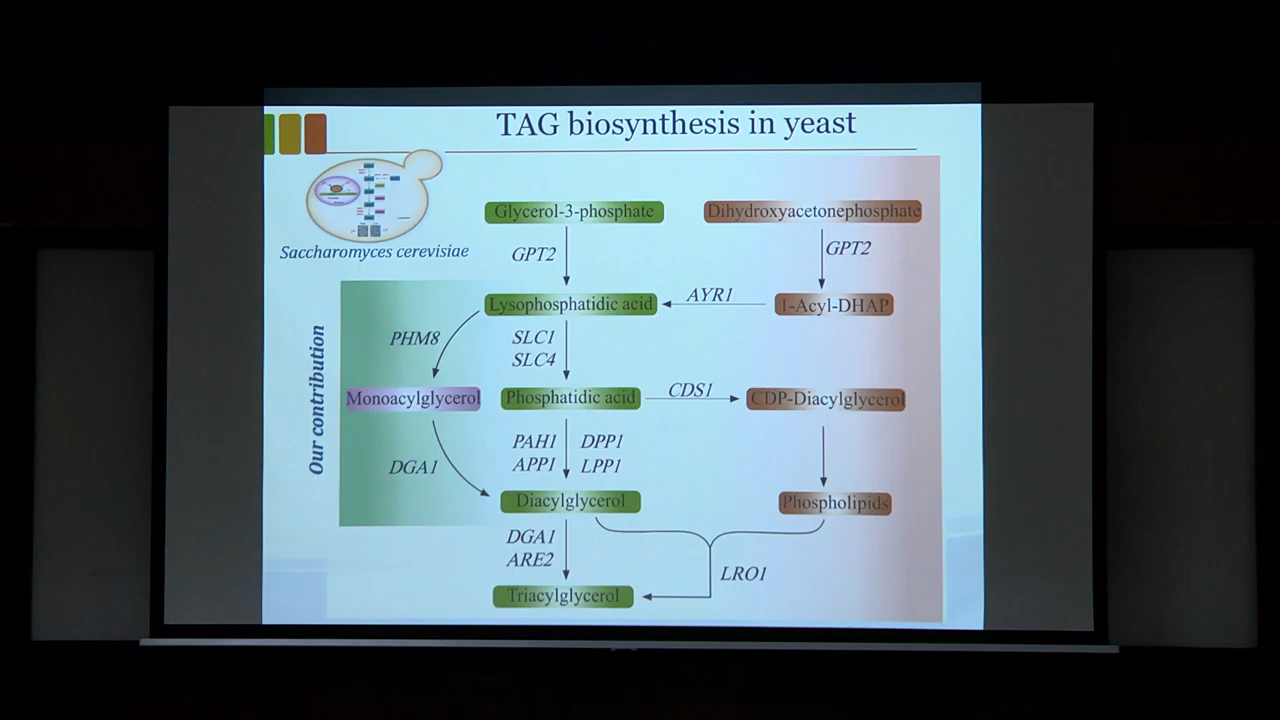 TAG biosynthesis in yeast
Saccharomyces cerevisiae
Glycerol-3-phosphate
Dihydroxyacetonephosphate
GPT2
GPT2
Lysophosphatidic acid
AYR1
1-Acyl-DHAP
PHM8
SLC1
SLC4
Our contribution
Monoacylglycerol
Phosphatidic acid
CDS1
CDP-Diacylglycerol
PAH1
DPP1
DGA1
APP1
LPP1
Diacylglycerol
Phospholipids
DGA1
ARE2
LRO1
Triacylglycerol